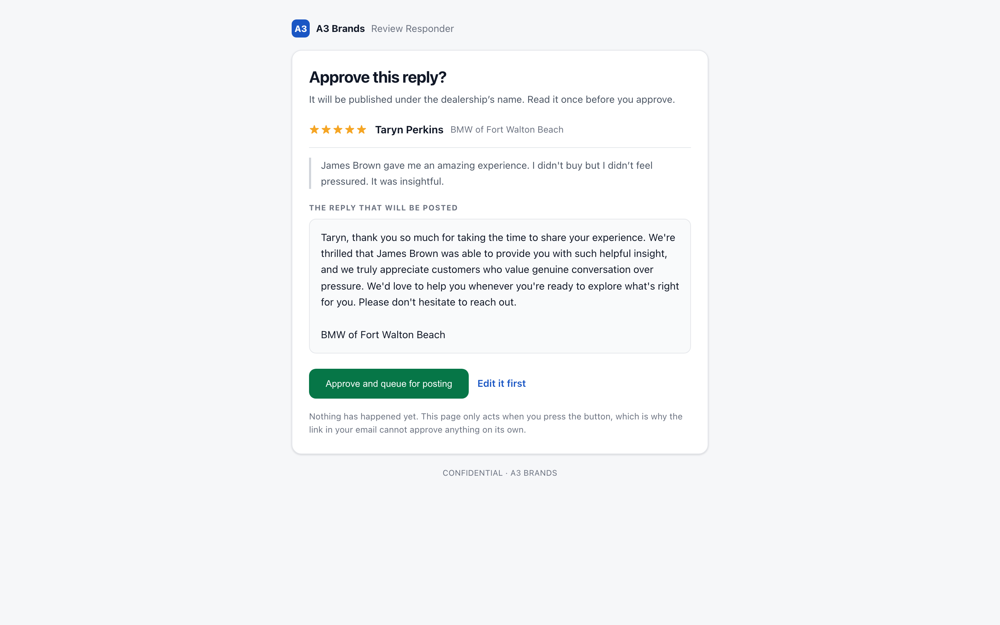 A3 A3 Brands Review Responder
Approve this reply?
It will be published under the dealership’s name. Read it once before you approve.
★★★★★ Taryn Perkins BMW of Fort Walton Beach
James Brown gave me an amazing experience. I didn't buy but I didn’t feel
pressured. It was insightful.
THE REPLY THAT WILL BE POSTED
Taryn, thank you so much for taking the time to share your experience. We're
thrilled that James Brown was able to provide you with such helpful insight,
and we truly appreciate customers who value genuine conversation over
pressure. We'd love to help you whenever you're ready to explore what's right
for you. Please don't hesitate to reach out.
BMW of Fort Walton Beach
Approve and queue for posting Edit it first
Nothing has happened yet. This page only acts when you press the button, which is why the
link in your email cannot approve anything on its own.
CONFIDENTIAL · A3 BRANDS